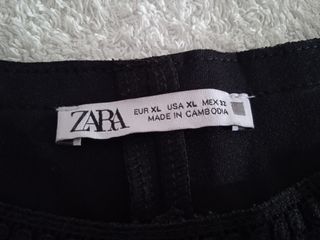 ZARA
EUR XL USA XL MEX 32
MADE IN CAMBODIA